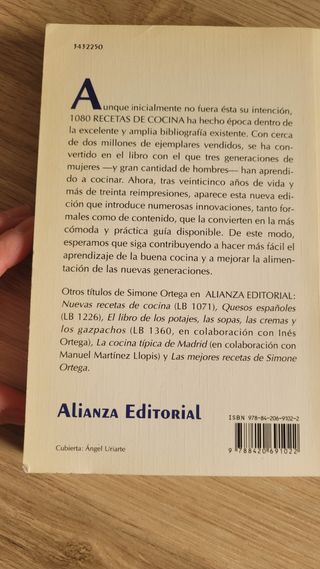 3432250
Aunque inicialmente no fuera ésta su intención,
1080 RECETAS DE COCINA ha hecho época dentro de
la excelente y amplia bibliografía existente. Con cerca
de dos millones de ejemplares vendidos, se ha con-
vertido en el libro con el que tres generaciones de
mujeres —y gran cantidad de hombres— han aprendi-
do a cocinar. Ahora, tras veinticinco años de vida y
más de treinta reimpresiones, aparece esta nueva edi-
ción que introduce numerosas innovaciones, tanto for-
males como de contenido, que la convierten en la más
cómoda y práctica guía disponible. De este modo,
esperamos que siga contribuyendo a hacer más fácil el
aprendizaje de la buena cocina y a mejorar la alimen-
tación de las nuevas generaciones.
Otros títulos de Simone Ortega en ALIANZA EDITORIAL:
Nuevas recetas de cocina (LB 1071), Quesos españoles
(LB 1226), El libro de los potajes, las sopas, las cremas y
los gazpachos (LB 1360, en colaboración con Inés
Ortega), La cocina típica de Madrid (en colaboración con
Manuel Martínez Llopis) y Las mejores recetas de Simone
Ortega.
Alianza Editorial
ISBN 978-84-206-9102-2
9 788420 691022
Cubierta: Ángel Uriarte